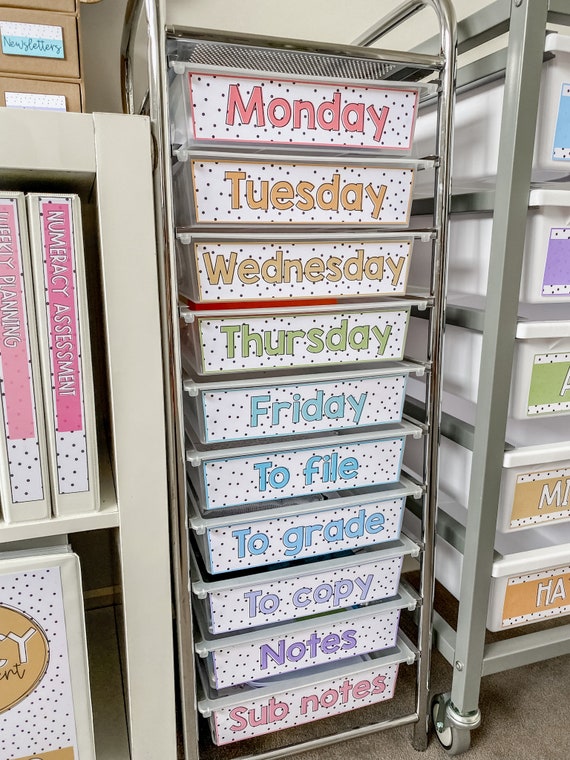 Newsletters
WEEKLY PLANNING
NUMERACY ASSESSMENT
Monday
Tuesday
Wednesday
Thursday
Friday
To file
To grade
To copy
Notes
Sub notes